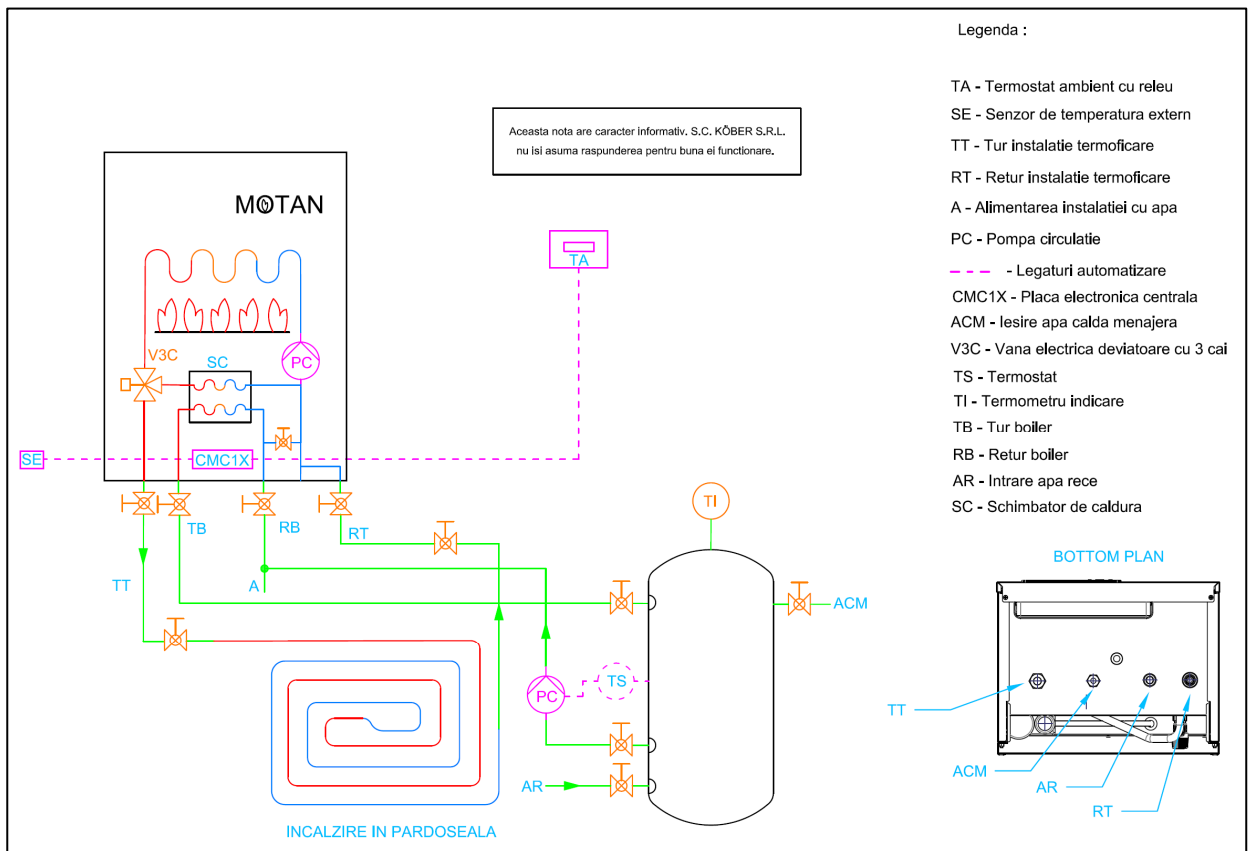 Legenda :
TA - Termostat ambient cu releu
SE - Senzor de temperatura extern
TT - Tur instalatie termoficare
RT - Retur instalatie termoficare
A - Alimentarea instalatiei cu apa
PC - Pompa circulatie
- Legaturi automatizare
CMC1X - Placa electronica centrala
ACM - Iesire apa calda menajera
V3C - Vana electrica deviatoare cu 3 cai
TS - Termostat
TI - Termometru indicare
TB - Tur boiler
RB - Retur boiler
AR - Intrare apa rece
SC - Schimbator de caldura
Aceasta nota are caracter informativ. S.C. KÖBER S.R.L.
nu isi asuma raspunderea pentru buna ei functionare.
MOTAN
TA
V3C
SC
PC
SE
CMC1X
TB
RB
RT
TI
TT
A
ACM
PC
TS
AR
INCALZIRE IN PARDOSEALA
BOTTOM PLAN
TT
ACM
AR
RT